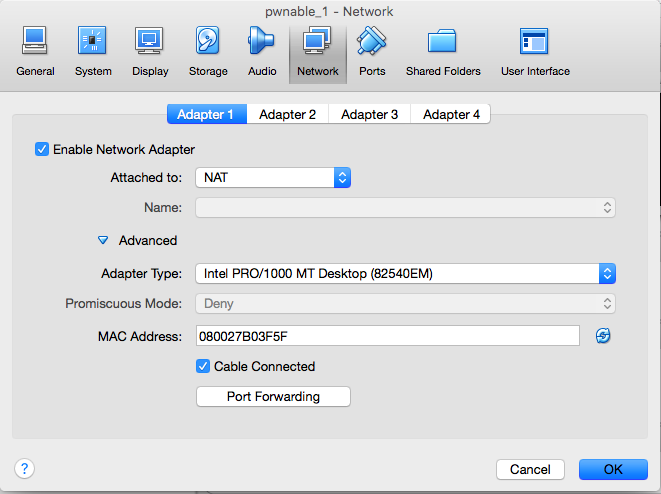 pwnable_1 - Network
General System Display Storage Audio Network Ports Shared Folders User Interface
Adapter 1 Adapter 2 Adapter 3 Adapter 4
Enable Network Adapter
Attached to: NAT
Name:
Advanced
Adapter Type: Intel PRO/1000 MT Desktop (82540EM)
Promiscuous Mode: Deny
MAC Address: 080027B03F5F
Cable Connected
Port Forwarding
? Cancel OK